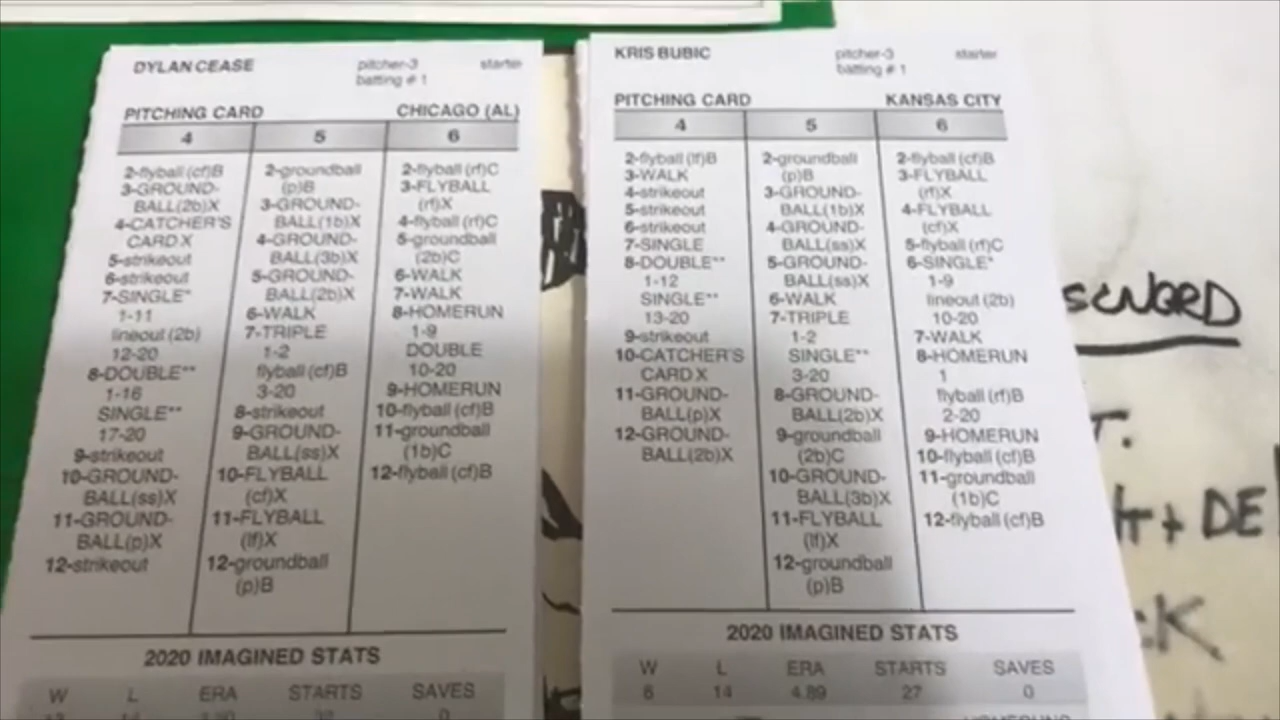 DYLAN CEASE pitcher-3 starter
batting # 1
PITCHING CARD CHICAGO (AL)
4 5 6
2-flyball (cf)B
3-GROUND-
BALL(2b)X
4-CATCHER'S
CARD X
5-strikeout
6-strikeout
7-SINGLE*
1-11
lineout (2b)
12-20
8-DOUBLE**
1-16
SINGLE**
17-20
9-strikeout
10-GROUND-
BALL(ss)X
11-GROUND-
BALL(p)X
12-strikeout
2-groundball
(p)B
3-GROUND-
BALL(1b)X
4-GROUND-
BALL(3b)X
5-GROUND-
BALL(2b)X
6-WALK
7-TRIPLE
1-2
flyball (cf)B
3-20
8-strikeout
9-GROUND-
BALL(ss)X
10-FLYBALL
(cf)X
11-FLYBALL
(lf)X
12-groundball
(p)B
2-flyball (rf)C
3-FLYBALL
(rf)X
4-flyball (rf)C
5-groundball
(2b)C
6-WALK
7-WALK
8-HOMERUN
1-9
DOUBLE
10-20
9-HOMERUN
10-flyball (cf)B
11-groundball
(1b)C
12-flyball (cf)B
2020 IMAGINED STATS
W L ERA STARTS SAVES
0
KRIS BUBIC pitcher-3 starter
batting # 1
PITCHING CARD KANSAS CITY
4 5 6
2-flyball (lf)B
3-WALK
4-strikeout
5-strikeout
6-strikeout
7-SINGLE
8-DOUBLE**
1-12
SINGLE**
13-20
9-strikeout
10-CATCHER'S
CARD X
11-GROUND-
BALL(p)X
12-GROUND-
BALL(2b)X
2-groundball
(p)B
3-GROUND-
BALL(1b)X
4-GROUND-
BALL(ss)X
5-GROUND-
BALL(ss)X
6-WALK
7-TRIPLE
1-2
SINGLE**
3-20
8-GROUND-
BALL(2b)X
9-groundball
(2b)C
10-GROUND-
BALL(3b)X
11-FLYBALL
(lf)X
12-groundball
(p)B
2-flyball (cf)B
3-FLYBALL
(rf)X
4-FLYBALL
(cf)X
5-flyball (rf)C
6-SINGLE*
1-9
lineout (2b)
10-20
7-WALK
8-HOMERUN
1
flyball (rf)B
2-20
9-HOMERUN
10-flyball (cf)B
11-groundball
(1b)C
12-flyball (cf)B
2020 IMAGINED STATS
W L ERA STARTS SAVES
6 14 4.89 27 0
T.
+ DE